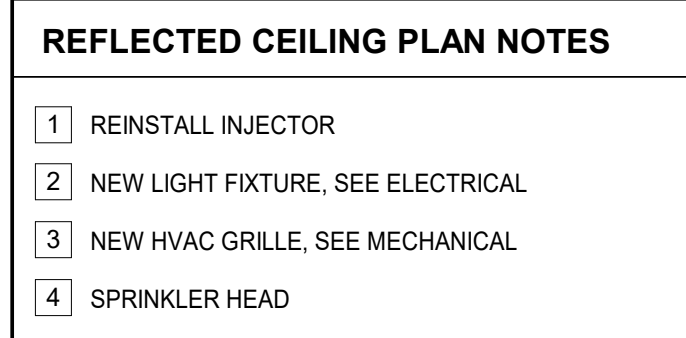 REFLECTED CEILING PLAN NOTES
1 REINSTALL INJECTOR
2 NEW LIGHT FIXTURE, SEE ELECTRICAL
3 NEW HVAC GRILLE, SEE MECHANICAL
4 SPRINKLER HEAD